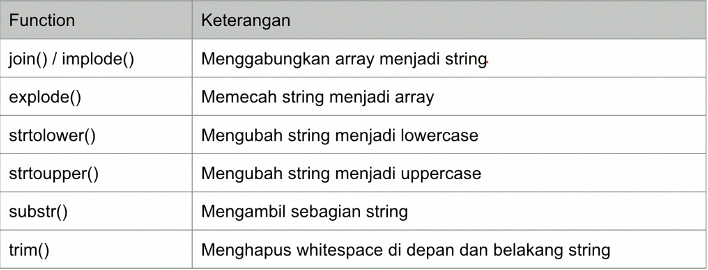 Function Keterangan
join() / implode() Menggabungkan array menjadi string.
explode() Memecah string menjadi array
strtolower() Mengubah string menjadi lowercase
strtoupper() Mengubah string menjadi uppercase
substr() Mengambil sebagian string
trim() Menghapus whitespace di depan dan belakang string